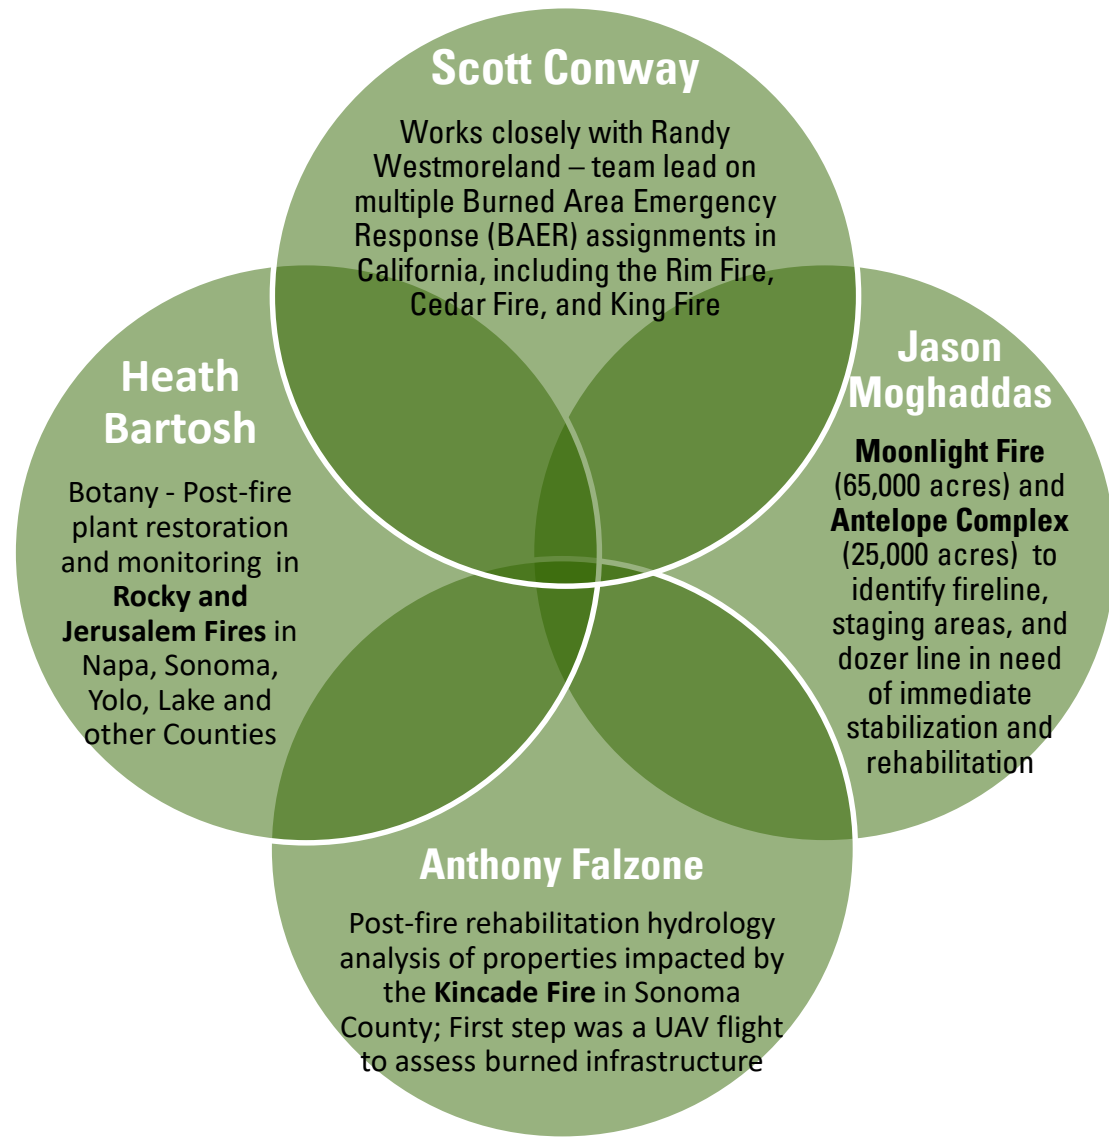 Scott Conway
Works closely with Randy
Westmoreland – team lead on
multiple Burned Area Emergency
Response (BAER) assignments in
California, including the Rim Fire,
Cedar Fire, and King Fire
Heath
Bartosh
Botany - Post-fire
plant restoration
and monitoring in
Rocky and
Jerusalem Fires in
Napa, Sonoma,
Yolo, Lake and
other Counties
Jason
Moghaddas
Moonlight Fire
(65,000 acres) and
Antelope Complex
(25,000 acres) to
identify fireline,
staging areas, and
dozer line in need
of immediate
stabilization and
rehabilitation
Anthony Falzone
Post-fire rehabilitation hydrology
analysis of properties impacted by
the Kincade Fire in Sonoma
County; First step was a UAV flight
to assess burned infrastructure